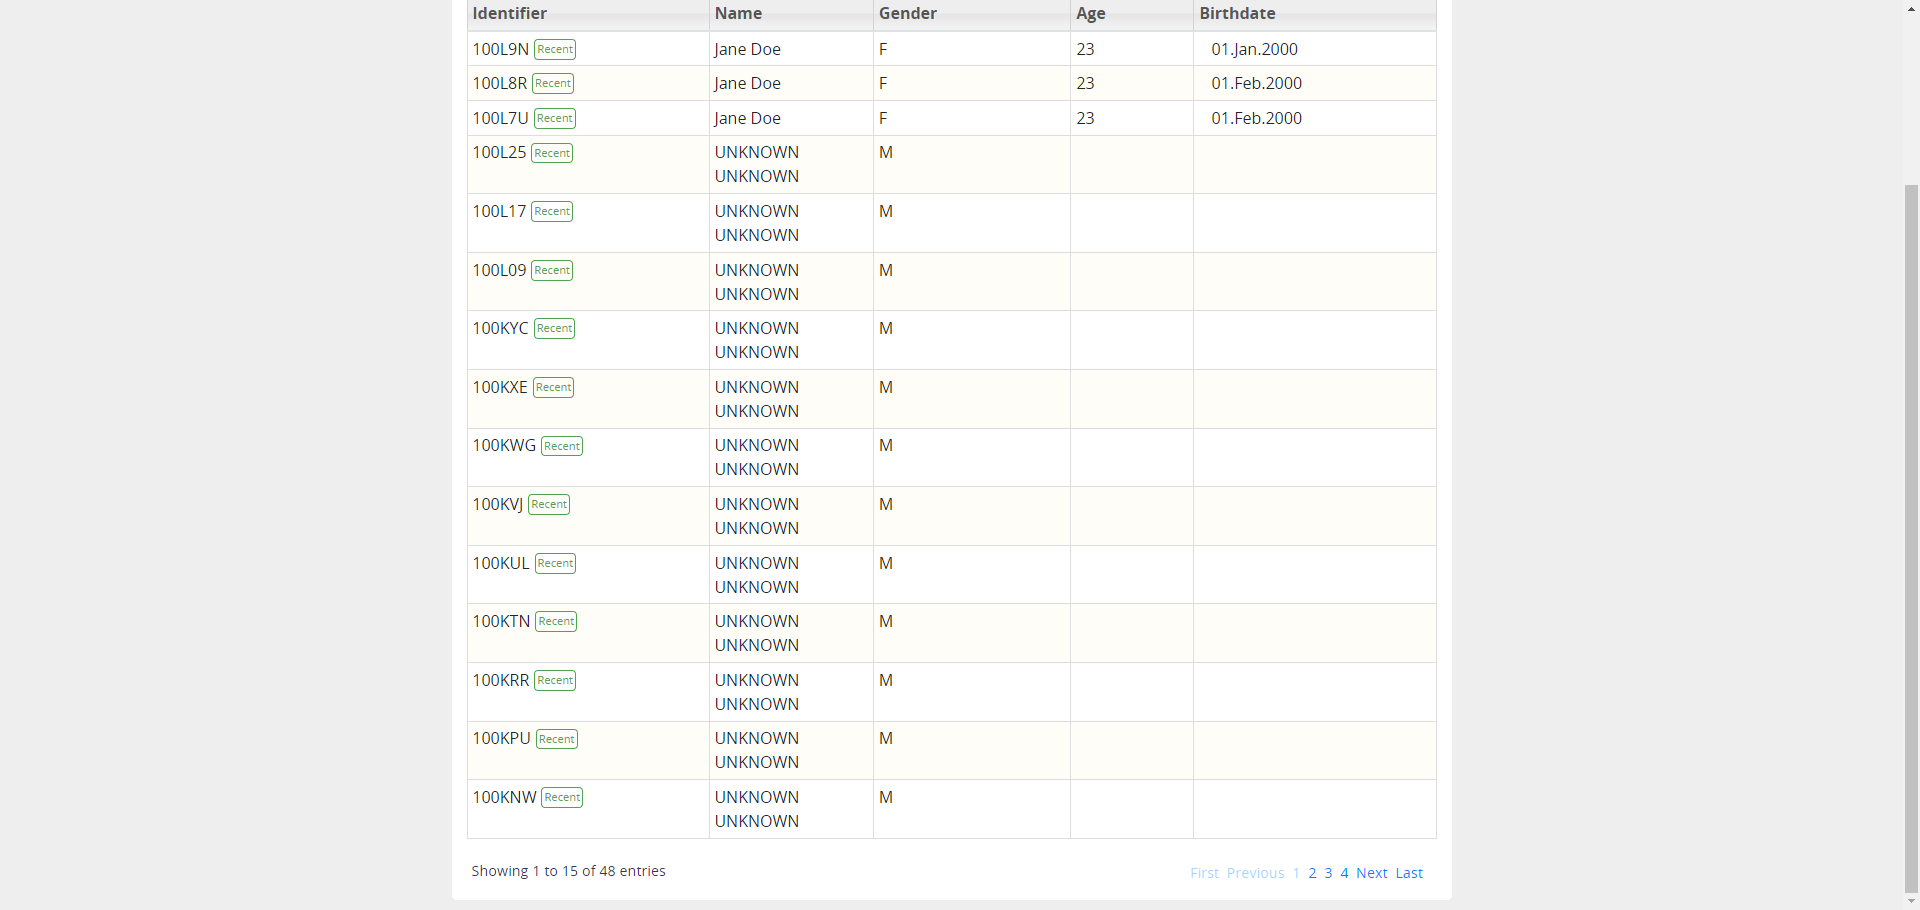 Identifier Name Gender Age Birthdate
100L9N Recent Jane Doe F 23 01.Jan.2000
100L8R Recent Jane Doe F 23 01.Feb.2000
100L7U Recent Jane Doe F 23 01.Feb.2000
100L25 Recent UNKNOWN M
UNKNOWN
100L17 Recent UNKNOWN M
UNKNOWN
100L09 Recent UNKNOWN M
UNKNOWN
100KYC Recent UNKNOWN M
UNKNOWN
100KXE Recent UNKNOWN M
UNKNOWN
100KWG Recent UNKNOWN M
UNKNOWN
100KVJ Recent UNKNOWN M
UNKNOWN
100KUL Recent UNKNOWN M
UNKNOWN
100KTN Recent UNKNOWN M
UNKNOWN
100KRR Recent UNKNOWN M
UNKNOWN
100KPU Recent UNKNOWN M
UNKNOWN
100KNW Recent UNKNOWN M
UNKNOWN
Showing 1 to 15 of 48 entries First Previous 1 2 3 4 Next Last